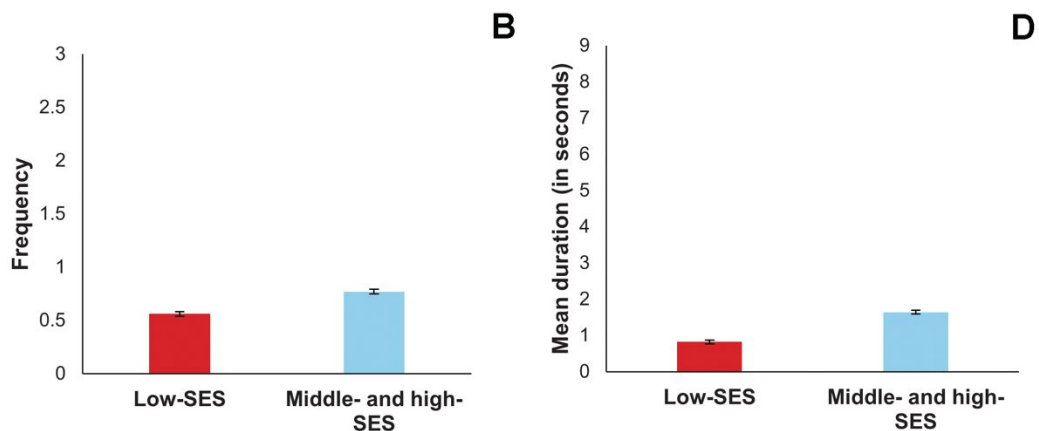 B
Frequency
3
2.5
2
1.5
1
0.5
0
Low-SES
Middle- and high-
SES
D
Mean duration (in seconds)
9
8
7
6
5
4
3
2
1
0
Low-SES
Middle- and high-
SES